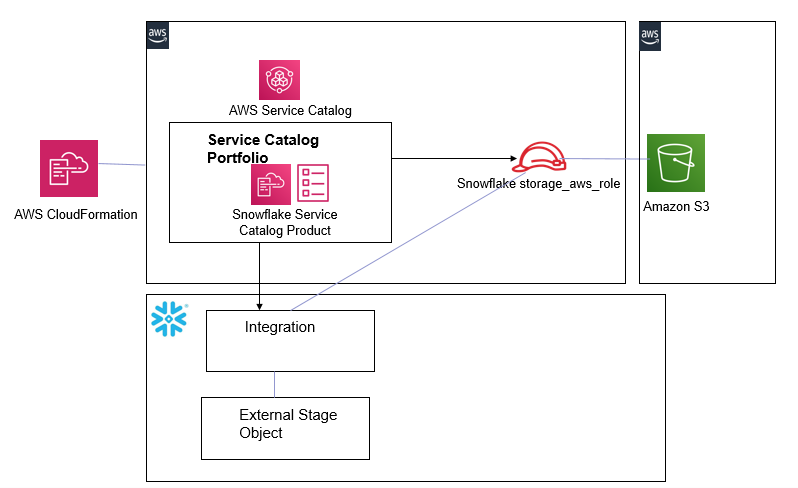 aws
aws
AWS Service Catalog
Service Catalog
Portfolio
Snowflake Service
Catalog Product
AWS CloudFormation
Snowflake storage_aws_role
Amazon S3
Integration
External Stage
Object